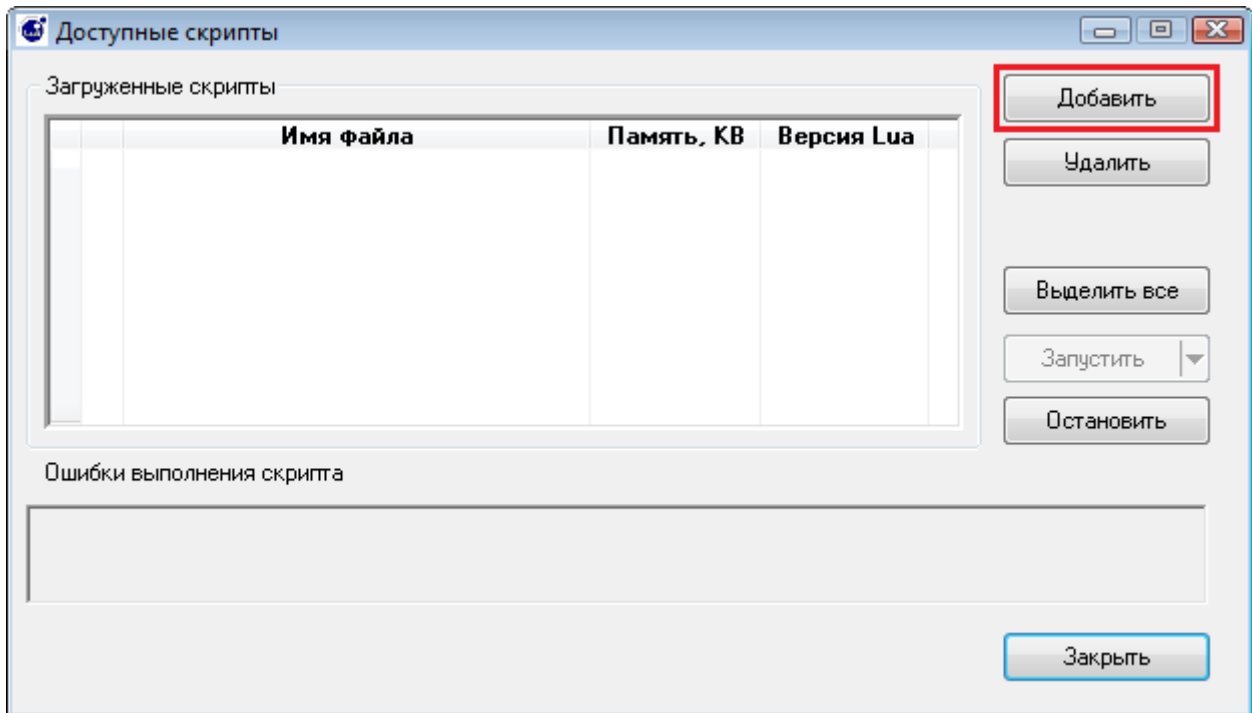 Доступные скрипты
Загруженные скрипты
Имя файла Память, КВ Версия Lua
Добавить
Удалить
Выделить все
Запустить
Остановить
Ошибки выполнения скрипта
Закрыть